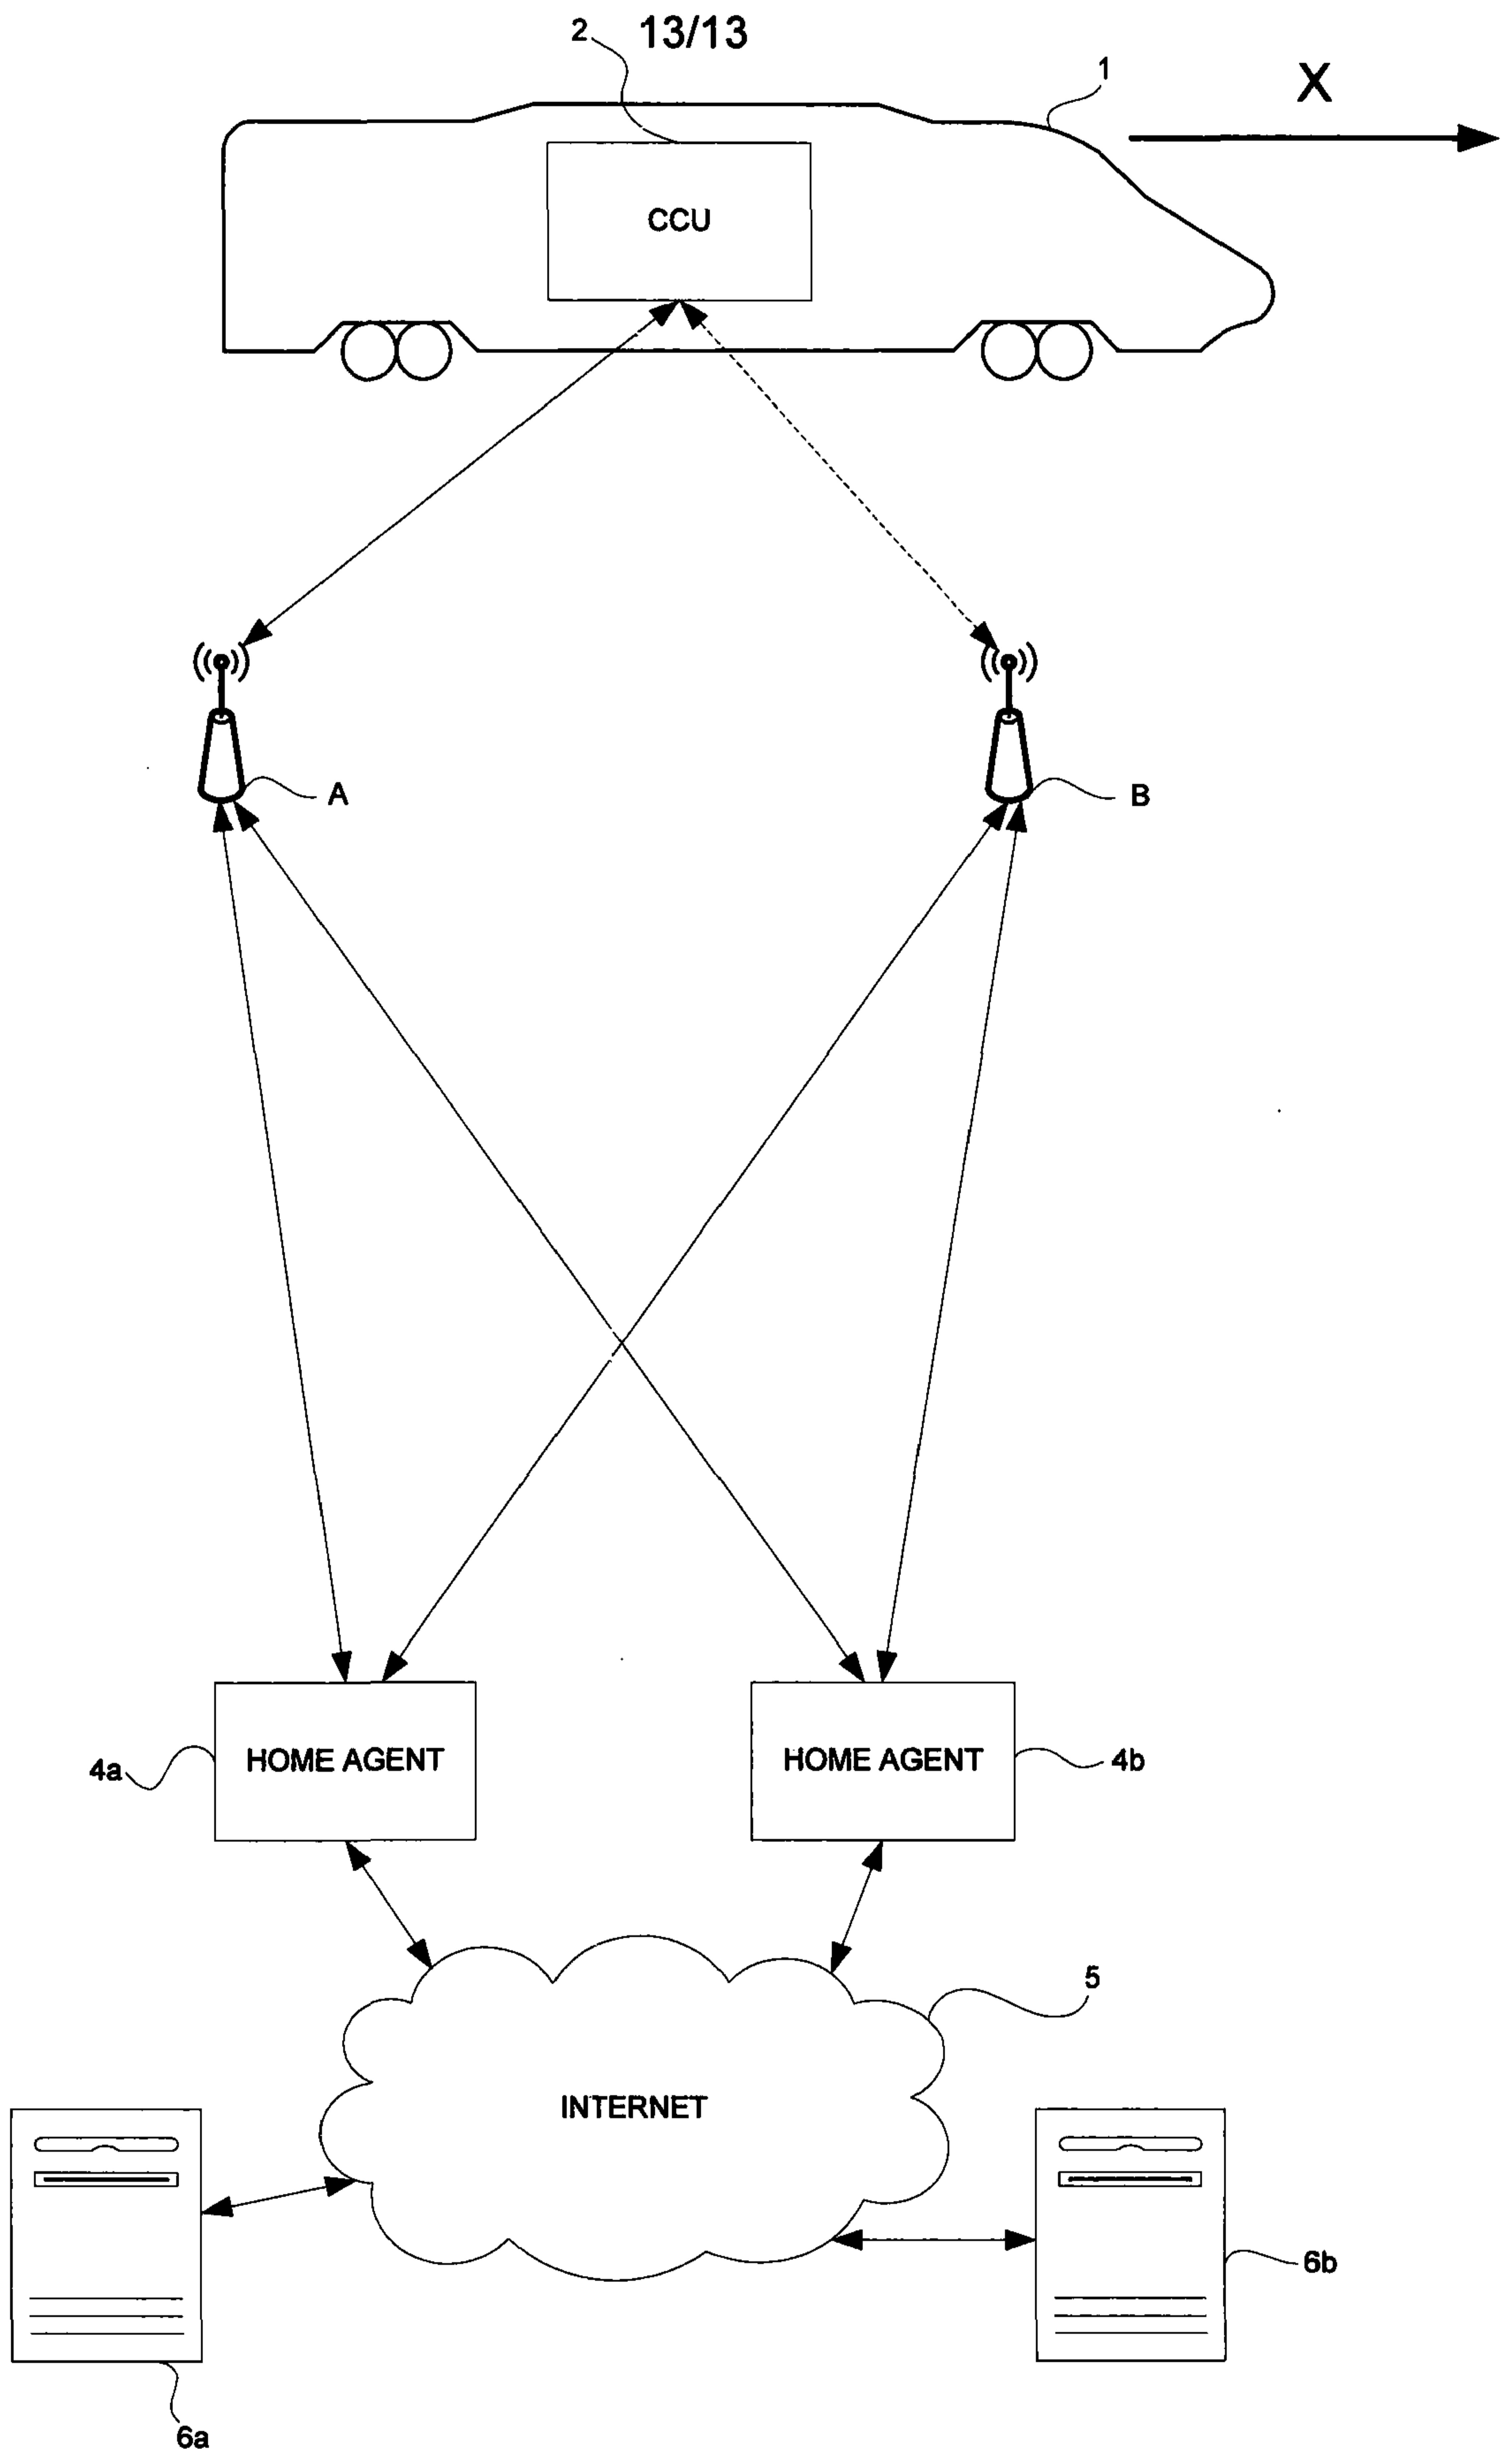 13/13
2
1
X
CCU
A
B
HOME AGENT
HOME AGENT
4a
4b
5
INTERNET
6b
6a